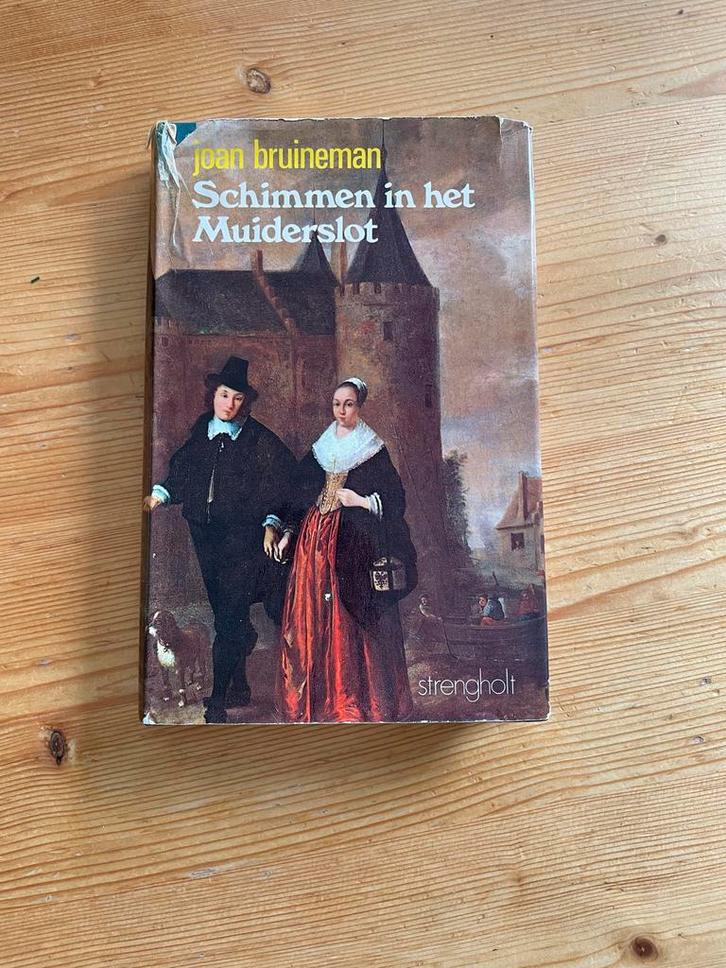 joan bruineman
Schimmen in het
Muiderslot
strengholt